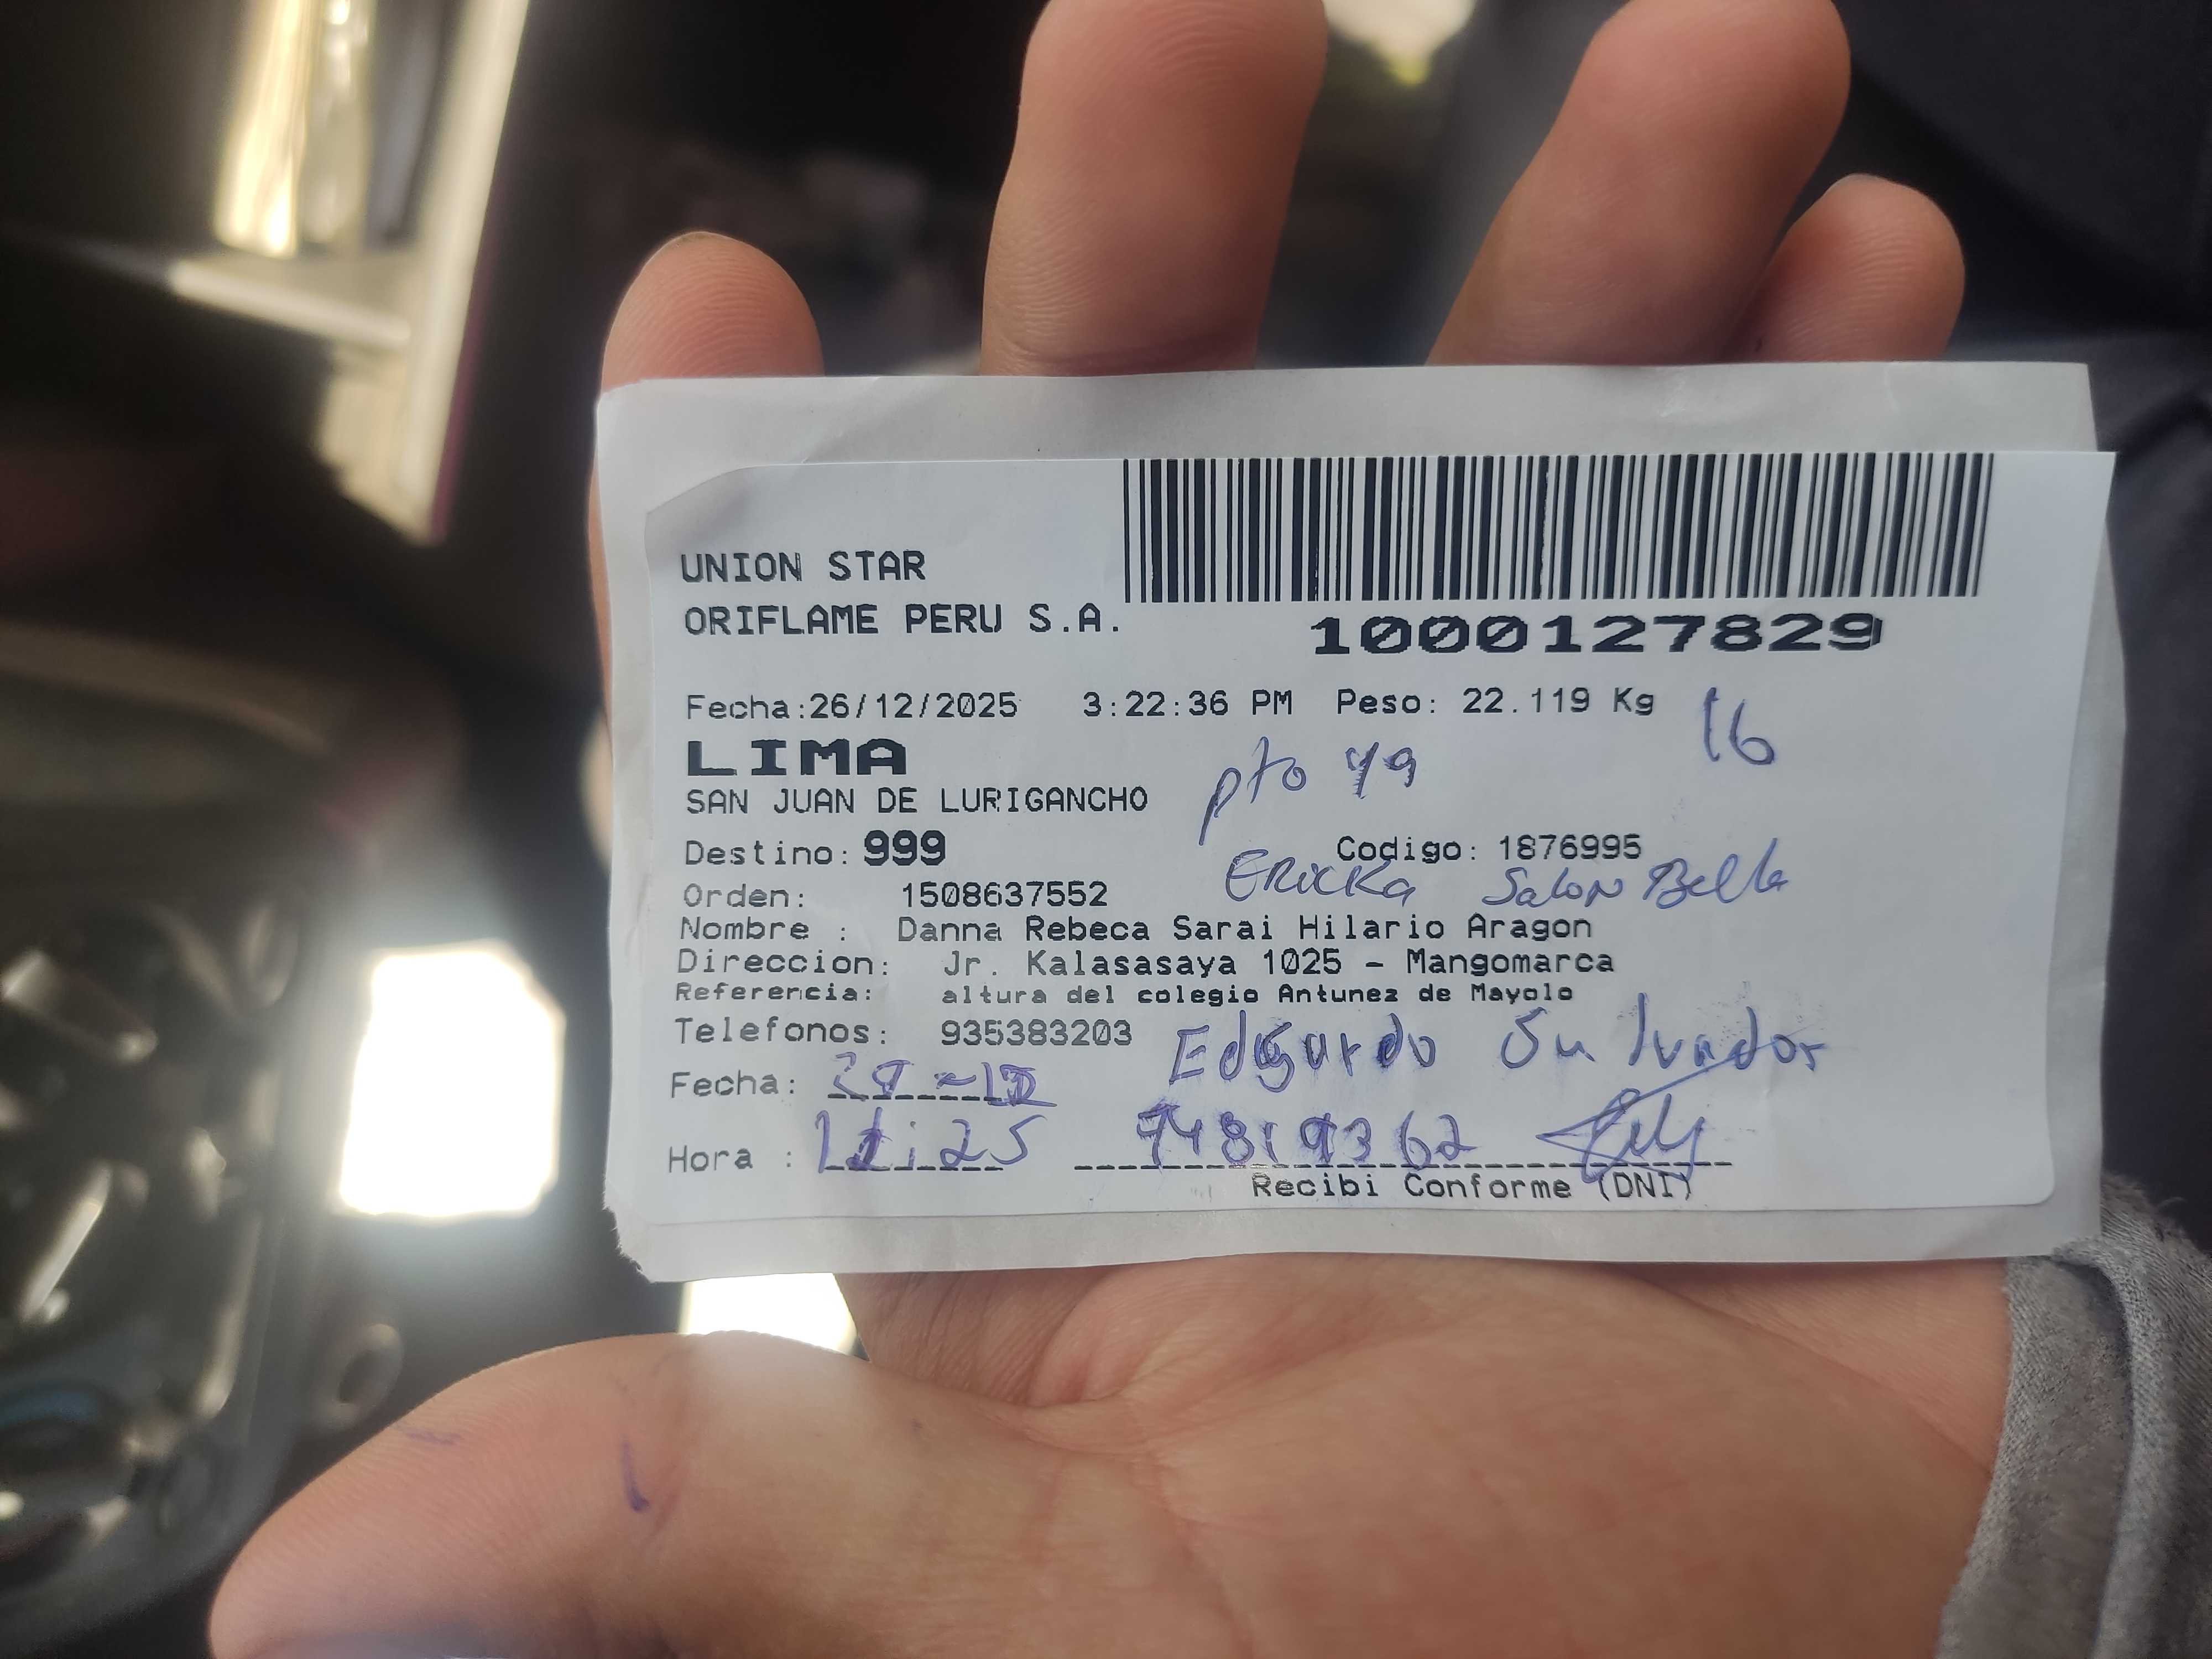 UNION STAR
ORIFLAME PERU S.A.
1000127829
Fecha:26/12/2025 3:22:36 PM Peso: 22.119 Kg
16
LIMA
pto
SAN JUAN DE LURIGANCHO
Destino: 999
Codigo: 1876995
Ericka Salon Bella
Orden: 1508637552
Nombre : Danna Rebeca Sarai Hilario Aragon
Direccion: Jr. Kalasasaya 1025 - Mangomarca
Referencia: altura del colegio Antunez de Mayolo
Telefonos: 935383203
Edgardo Salvador
Fecha:
Hora :
Recibi Conforme (DNI)